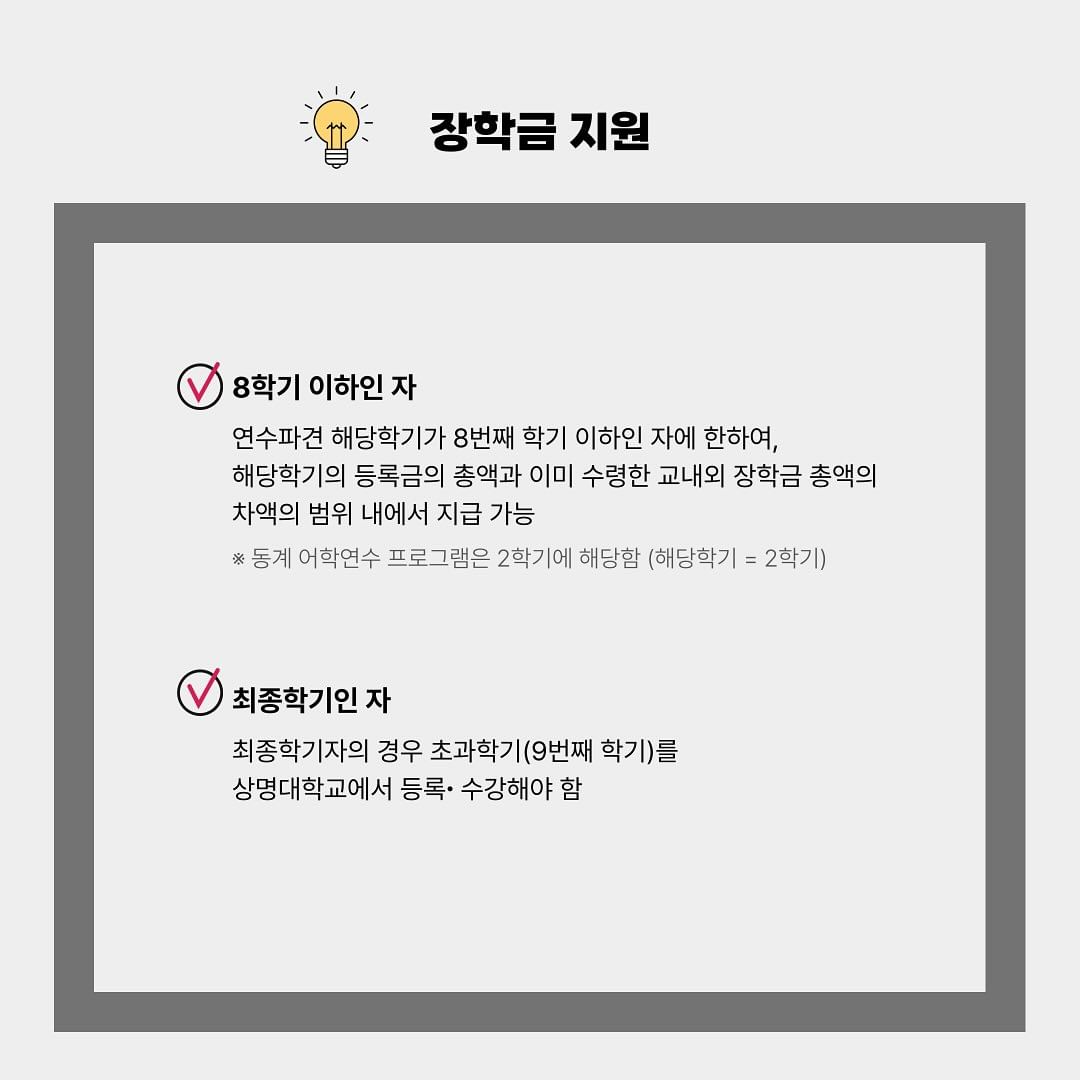 장학금 지원
8학기 이하인 자
연수파견 해당학기가 8번째 학기 이하인 자에 한하여,
해당학기의 등록금의 총액과 이미 수령한 교내외 장학금 총액의
차액의 범위 내에서 지급 가능
※ 동계 어학연수 프로그램은 2학기에 해당함 (해당학기 = 2학기)
최종학기인 자
최종학기자의 경우 초과학기(9번째 학기)를
상명대학교에서 등록• 수강해야 함